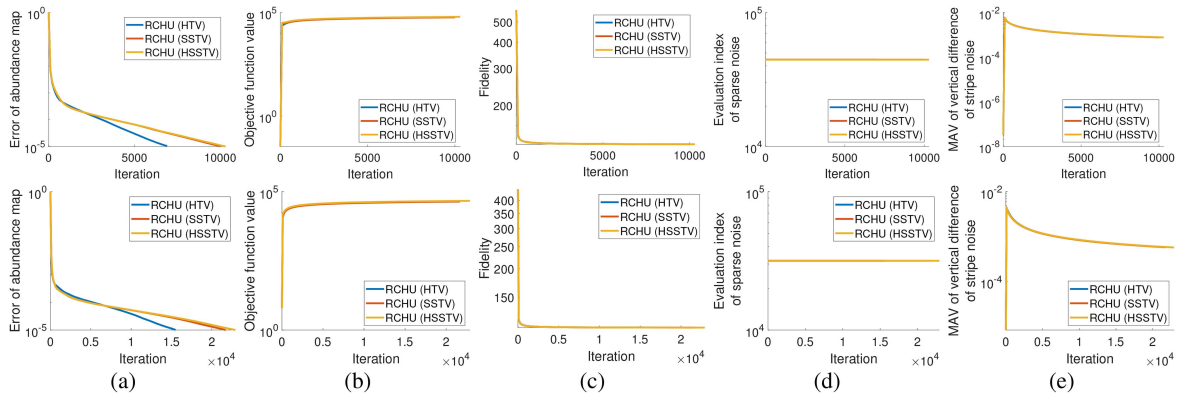 Error of abundance map
10^0
10^-5
0
5000
10000
Iteration
RCHU (HTV)
RCHU (SSTV)
RCHU (HSSTV)
Objective function value
10^5
10^0
0
5000
10000
Iteration
RCHU (HTV)
RCHU (SSTV)
RCHU (HSSTV)
Fidelity
500
400
300
200
0
5000
10000
Iteration
RCHU (HTV)
RCHU (SSTV)
RCHU (HSSTV)
Evaluation index
of sparse noise
10^5
10^4
0
5000
10000
Iteration
RCHU (HTV)
RCHU (SSTV)
RCHU (HSSTV)
MAV of vertical difference
of stripe noise
10^-2
10^-4
10^-6
10^-8
0
5000
10000
Iteration
RCHU (HTV)
RCHU (SSTV)
RCHU (HSSTV)
Error of abundance map
10^0
10^-5
0
0.5
1
1.5
2
×10^4
Iteration
RCHU (HTV)
RCHU (SSTV)
RCHU (HSSTV)
Objective function value
10^5
10^0
0
0.5
1
1.5
2
×10^4
Iteration
RCHU (HTV)
RCHU (SSTV)
RCHU (HSSTV)
Fidelity
400
350
300
250
200
150
0
0.5
1
1.5
2
×10^4
Iteration
RCHU (HTV)
RCHU (SSTV)
RCHU (HSSTV)
Evaluation index
of sparse noise
10^5
10^4
0
0.5
1
1.5
2
×10^4
Iteration
RCHU (HTV)
RCHU (SSTV)
RCHU (HSSTV)
MAV of vertical difference
of stripe noise
10^-2
10^-4
0
0.5
1
1.5
2
×10^4
Iteration
RCHU (HTV)
RCHU (SSTV)
RCHU (HSSTV)
(a)
(b)
(c)
(d)
(e)